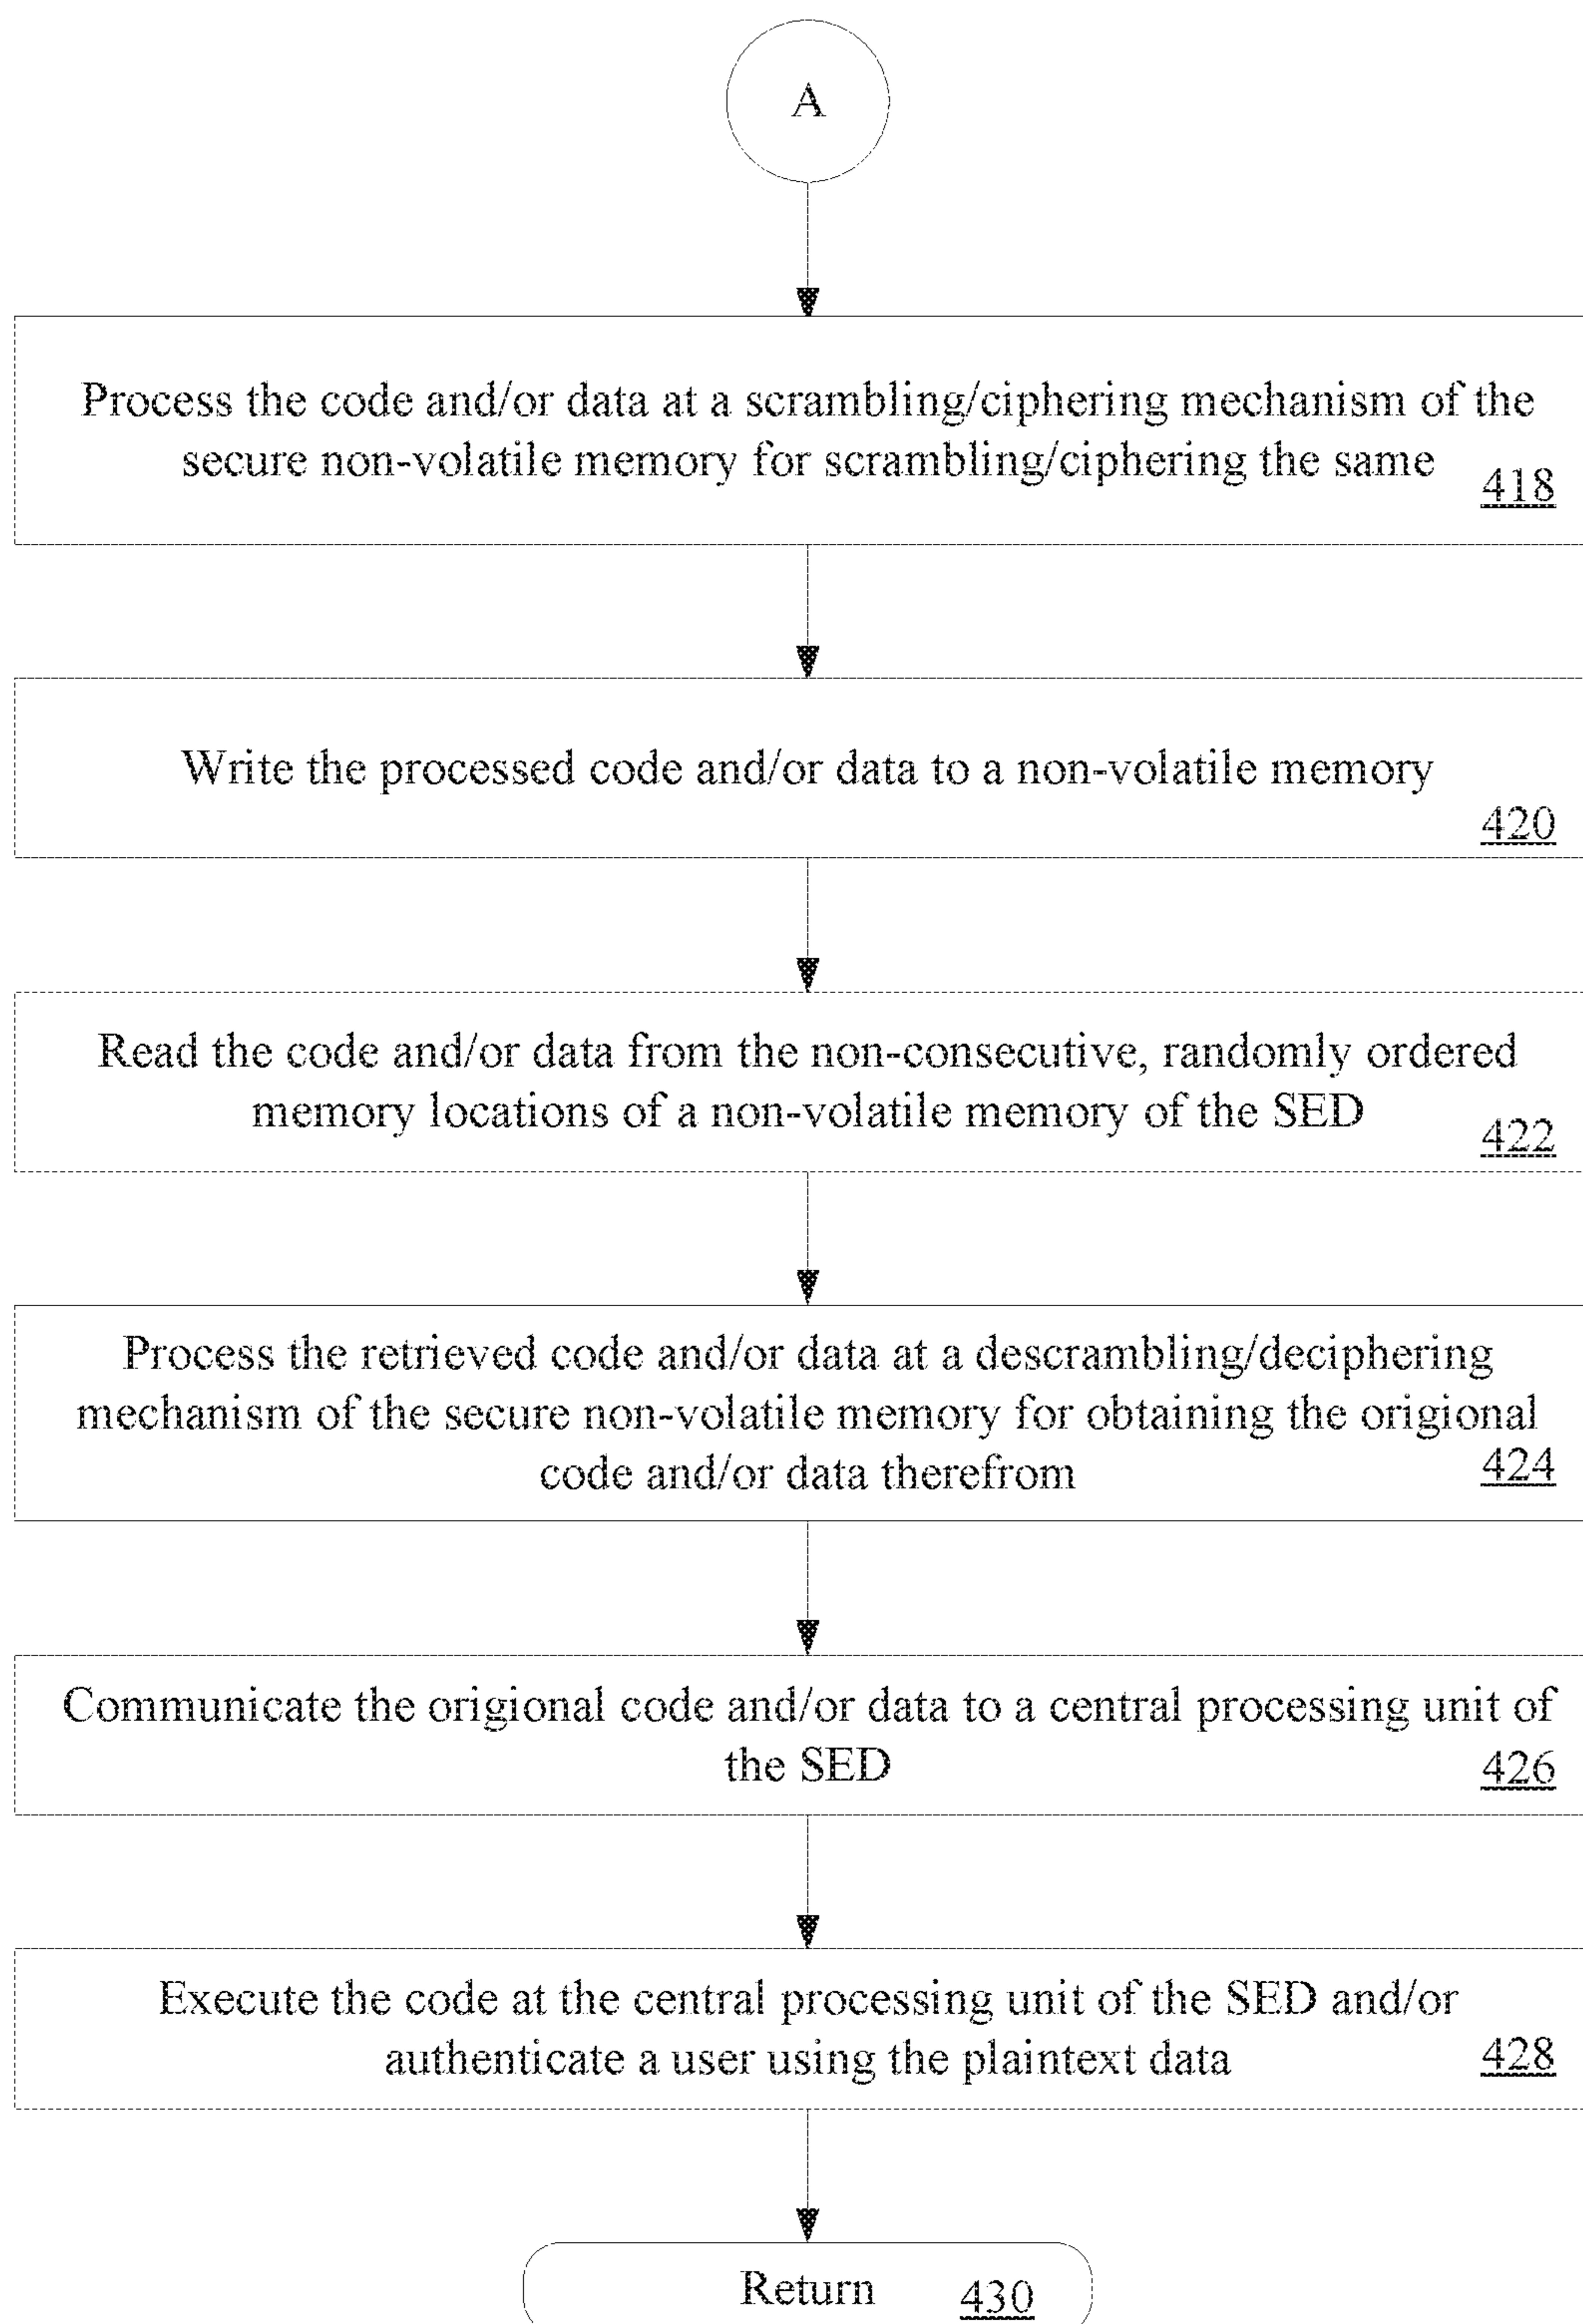 A
Process the code and/or data at a scrambling/ciphering mechanism of the
secure non-volatile memory for scrambling/ciphering the same
418
Write the processed code and/or data to a non-volatile memory
420
Read the code and/or data from the non-consecutive, randomly ordered
memory locations of a non-volatile memory of the SED
422
Process the retrieved code and/or data at a descrambling/deciphering
mechanism of the secure non-volatile memory for obtaining the origional
code and/or data therefrom
424
Communicate the origional code and/or data to a central processing unit of
the SED
426
Execute the code at the central processing unit of the SED and/or
authenticate a user using the plaintext data
428
Return 430